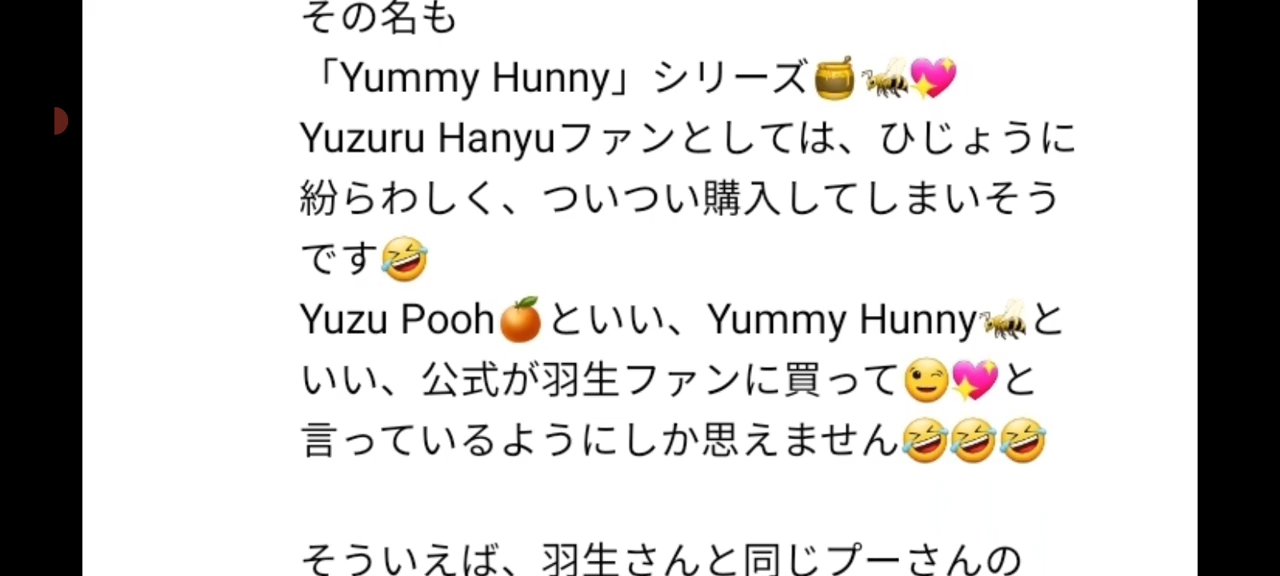 その名も
「Yummy Hunny」シリーズ🍯🐝💖
Yuzuru Hanyuファンとしては、ひじょうに
紛らわしく、ついつい購入してしまいそう
です🤣
Yuzu Pooh🍊といい、Yummy Hunny🐝と
いい、公式が羽生ファンに買って😉💖と
言っているようにしか思えません🤣🤣🤣
そういえば、羽生さんと同じプーさんの